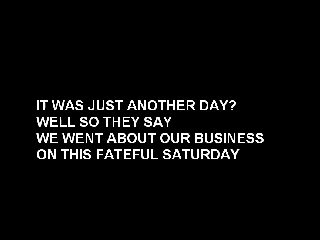 IT WAS JUST ANOTHER DAY?
WELL SO THEY SAY
WE WENT ABOUT OUR BUSINESS
ON THIS FATEFUL SATURDAY